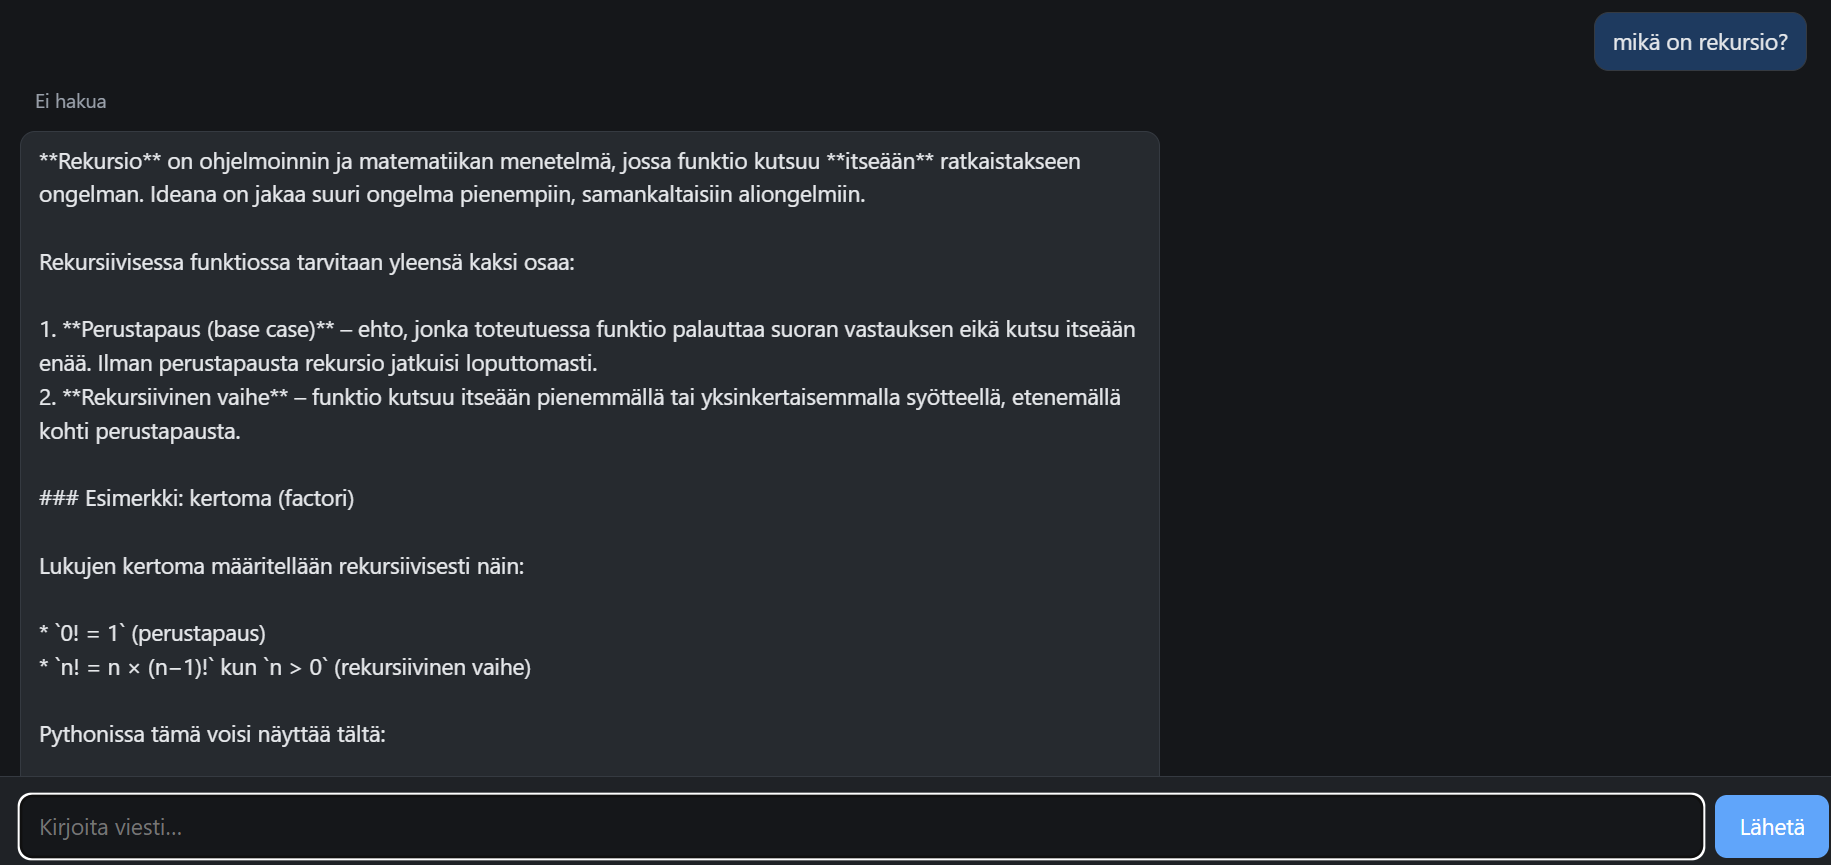 mikä on rekursio?
Ei hakua
**Rekursio** on ohjelmoinnin ja matematiikan menetelmä, jossa funktio kutsuu **itseään** ratkaistakseen
ongelman. Ideana on jakaa suuri ongelma pienempiin, samankaltaisiin aliongelmiin.
Rekursiivisessa funktiossa tarvitaan yleensä kaksi osaa:
1. **Perustapaus (base case)** – ehto, jonka toteutuessa funktio palauttaa suoran vastauksen eikä kutsu itseään
enää. Ilman perustapausta rekursio jatkuisi loputtomasti.
2. **Rekursiivinen vaihe** – funktio kutsuu itseään pienemmällä tai yksinkertaisemmalla syötteellä, etenemällä
kohti perustapausta.
### Esimerkki: kertoma (factori)
Lukujen kertoma määritellään rekursiivisesti näin:
* `0! = 1` (perustapaus)
* `n! = n × (n−1)!` kun `n > 0` (rekursiivinen vaihe)
Pythonissa tämä voisi näyttää tältä:
Kirjoita viesti...
Lähetä